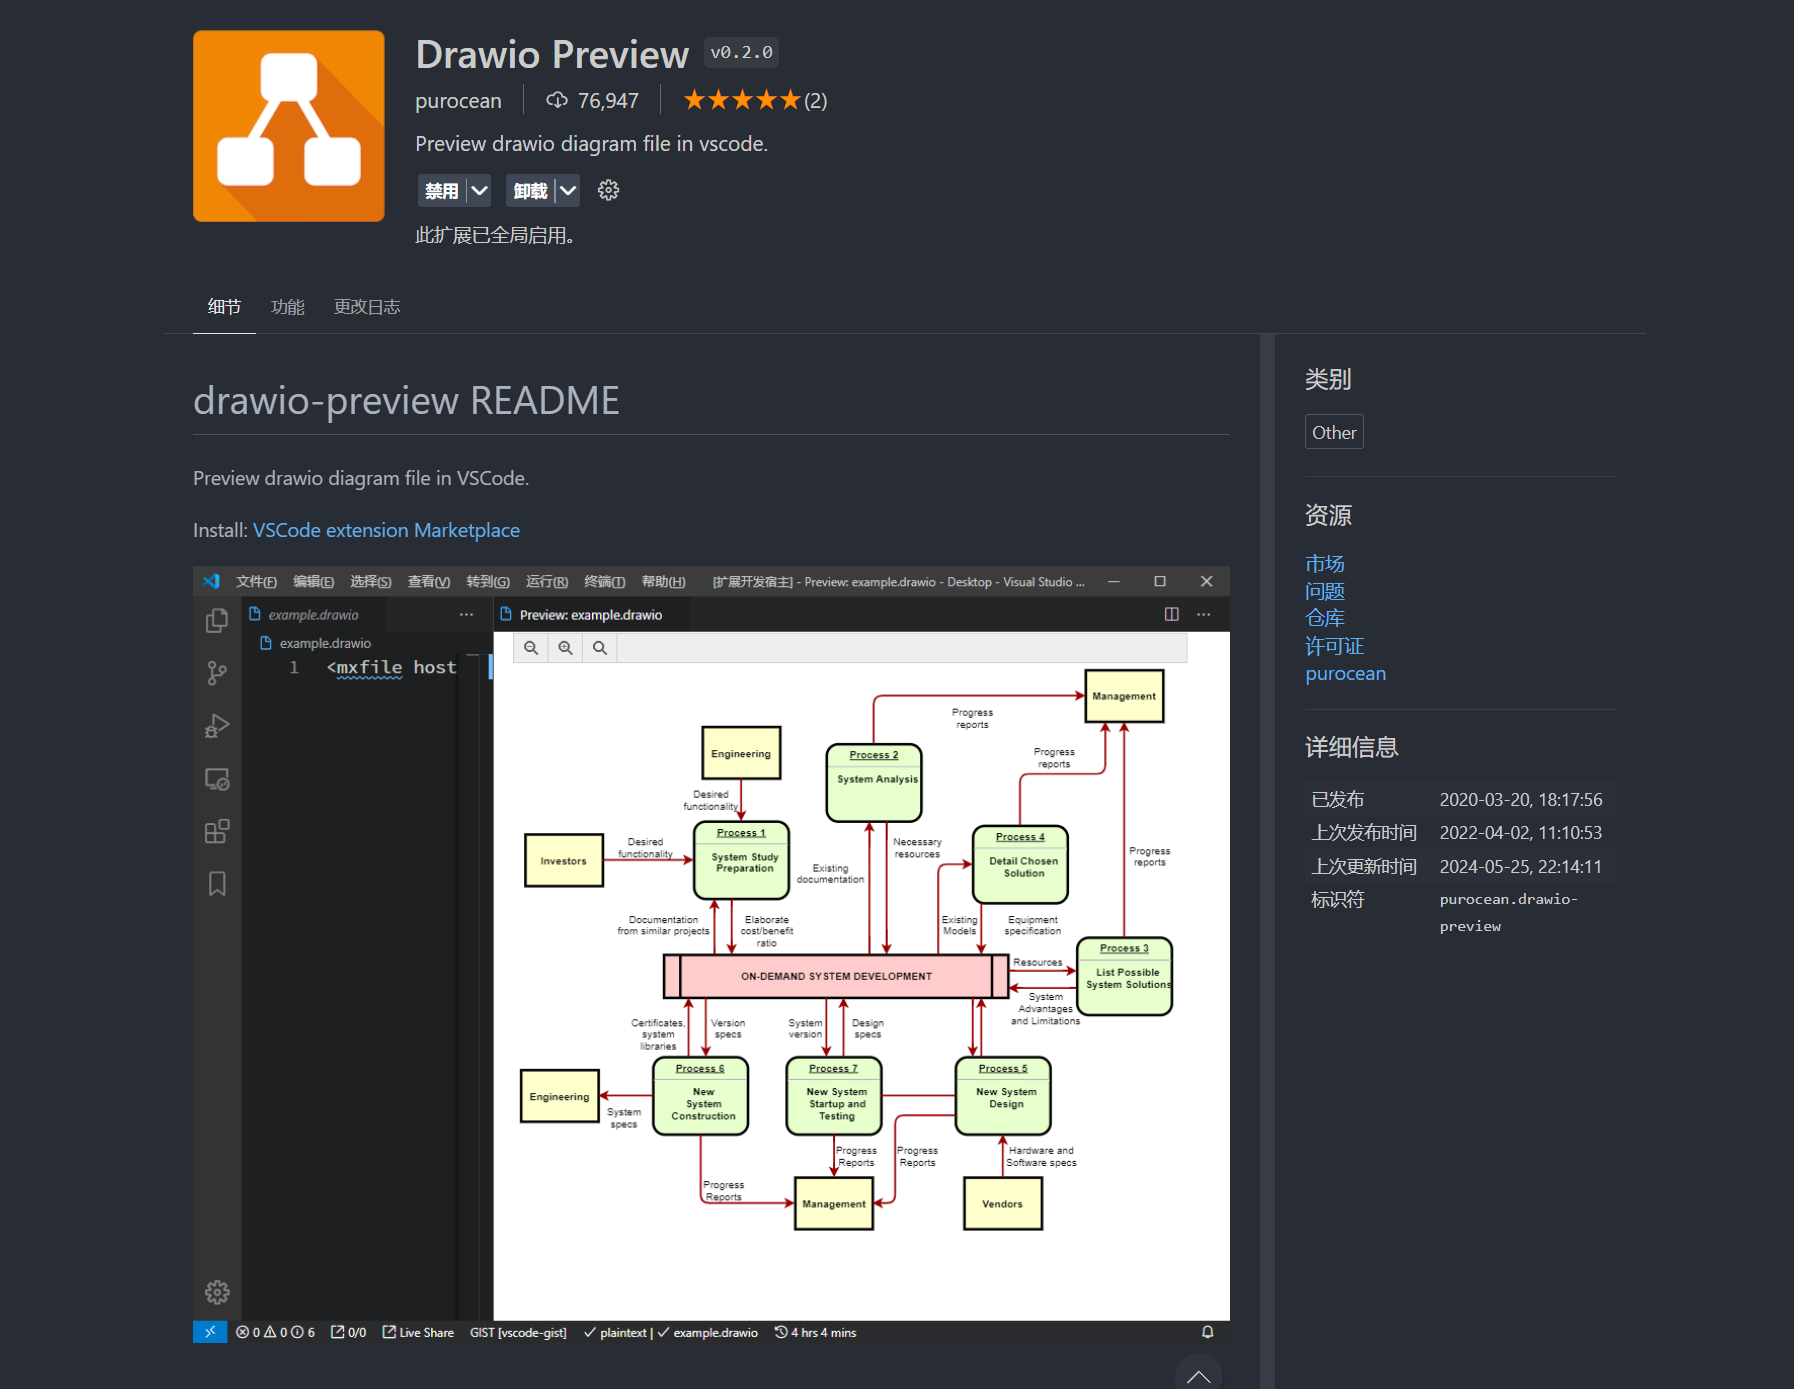 Drawio Preview v0.2.0
purocean 76,947 ★★★★★(2)
Preview drawio diagram file in vscode.
禁用 卸载
此扩展已全局启用。
细节 功能 更改日志
drawio-preview README
Preview drawio diagram file in VSCode.
Install: VSCode extension Marketplace
文件(F) 编辑(E) 选择(S) 查看(V) 转到(G) 运行(R) 终端(T) 帮助(H) [扩展开发宿主] - Preview: example.drawio - Desktop - Visual Studio ...
example.drawio ···
Preview: example.drawio ···
example.drawio
1 <mxfile host
Management
Progress
reports
Engineering
Process 2
System Analysis
Progress
reports
Desired
functionality
Process 1
System Study
Preparation
Investors
Desired
functionality
Necessary
resources
Existing
documentation
Process 4
Detail Chosen
Solution
Progress
reports
Documentation
from similar projects
Elaborate
cost/benefit
ratio
Existing
Models
Equipment
specification
ON-DEMAND SYSTEM DEVELOPMENT
Resources
Process 3
List Possible
System Solutions
System
Advantages
and Limitations
Certificates,
system
libraries
Version
specs
System
version
Design
specs
Process 6
New
System
Construction
Process 7
New System
Startup and
Testing
Process 5
New System
Design
Engineering
System
specs
Progress
Reports
Progress
Reports
Hardware and
Software specs
Progress
Reports
Management
Vendors
0 0 6 0/0 Live Share GIST [vscode-gist] plaintext | example.drawio 4 hrs 4 mins
类别
Other
资源
市场
问题
仓库
许可证
purocean
详细信息
已发布 2020-03-20, 18:17:56
上次发布时间 2022-04-02, 11:10:53
上次更新时间 2024-05-25, 22:14:11
标识符 purocean.drawio-
preview